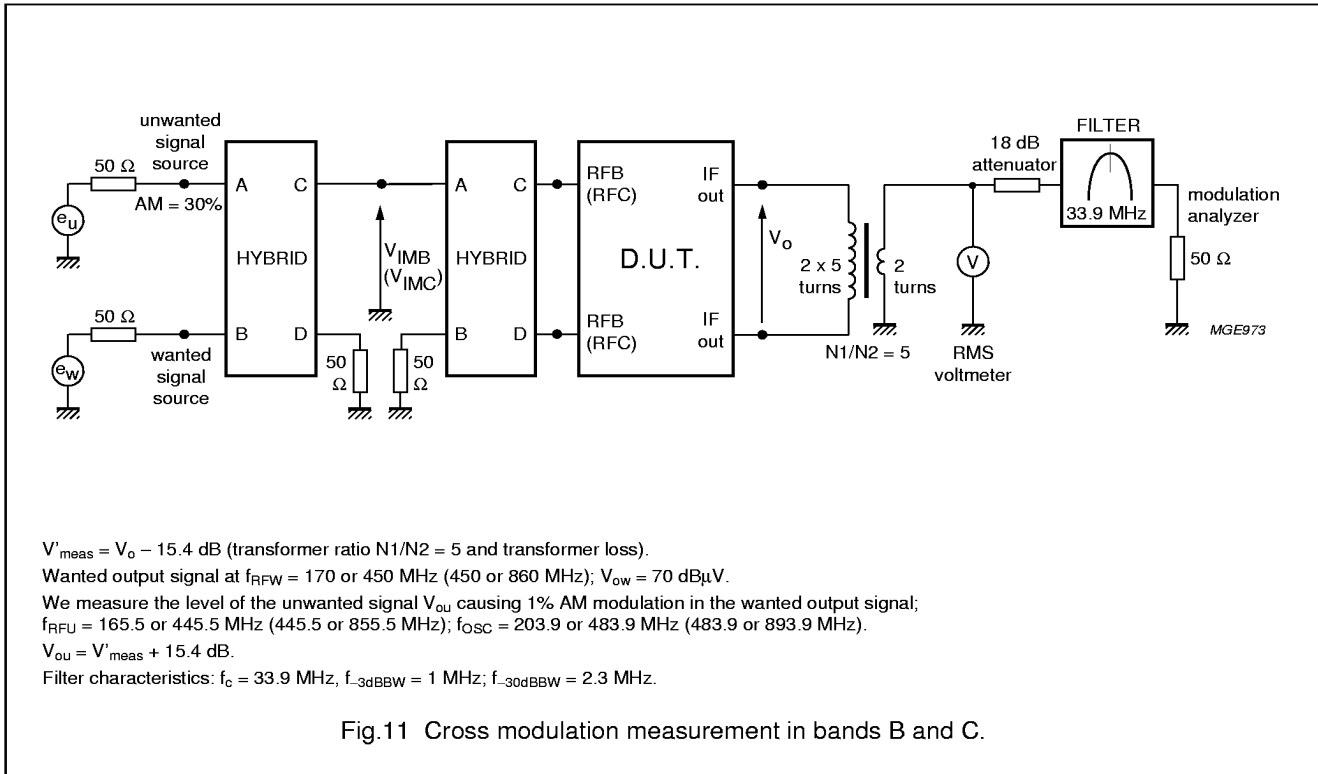 unwanted
signal
source
50 Ω
A
C
AM = 30%
eu
HYBRID
VIMB
(VIMC)
50 Ω
B
D
ew
wanted
signal
source
50
Ω
50
Ω
A
C
HYBRID
B
D
RFB
(RFC)
IF
out
D.U.T.
RFB
(RFC)
IF
out
Vo
2 x 5
turns
2
turns
N1/N2 = 5
V
RMS
voltmeter
18 dB
attenuator
FILTER
33.9 MHz
modulation
analyzer
50 Ω
MGE973
V'meas = Vo − 15.4 dB (transformer ratio N1/N2 = 5 and transformer loss).
Wanted output signal at fRFW = 170 or 450 MHz (450 or 860 MHz); Vow = 70 dBμV.
We measure the level of the unwanted signal Vou causing 1% AM modulation in the wanted output signal;
fRFU = 165.5 or 445.5 MHz (445.5 or 855.5 MHz); fOSC = 203.9 or 483.9 MHz (483.9 or 893.9 MHz).
Vou = V'meas + 15.4 dB.
Filter characteristics: fc = 33.9 MHz, f−3dBBW = 1 MHz; f−30dBBW = 2.3 MHz.
Fig.11 Cross modulation measurement in bands B and C.